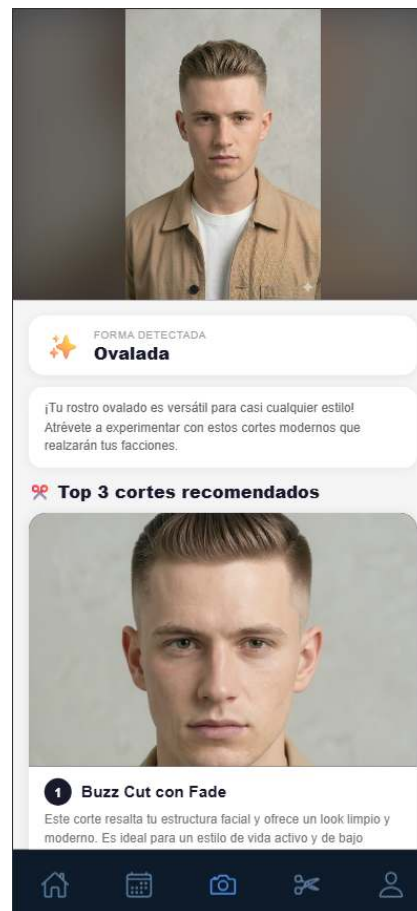 FORMA DETECTADA
Ovalada
¡Tu rostro ovalado es versátil para casi cualquier estilo!
Atrévete a experimentar con estos cortes modernos que
realzarán tus facciones.
Top 3 cortes recomendados
1 Buzz Cut con Fade
Este corte resalta tu estructura facial y ofrece un look limpio y
moderno. Es ideal para un estilo de vida activo y de bajo